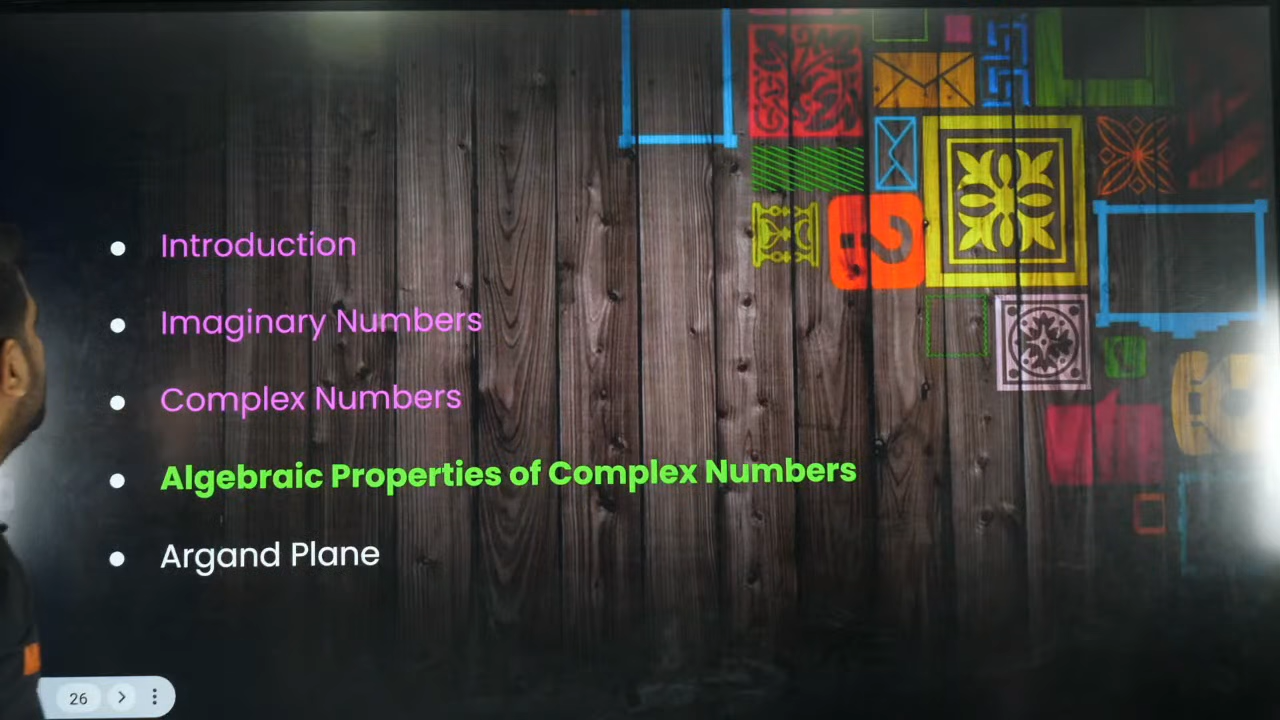 Introduction
Imaginary Numbers
Complex Numbers
Algebraic Properties of Complex Numbers
Argand Plane
26